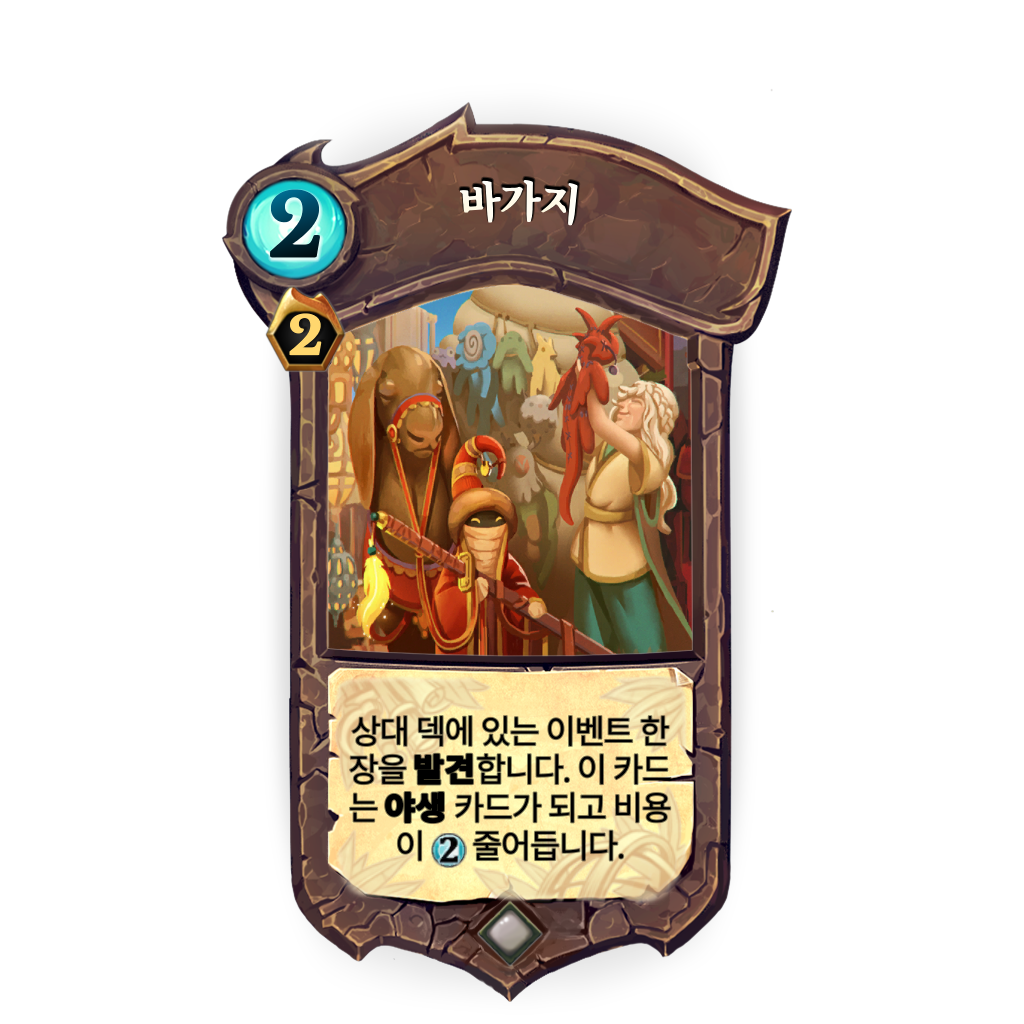 2
바가지
2
상대 덱에 있는 이벤트 한
장을 발견합니다. 이 카드
는 야생 카드가 되고 비용
이 2 줄어듭니다.